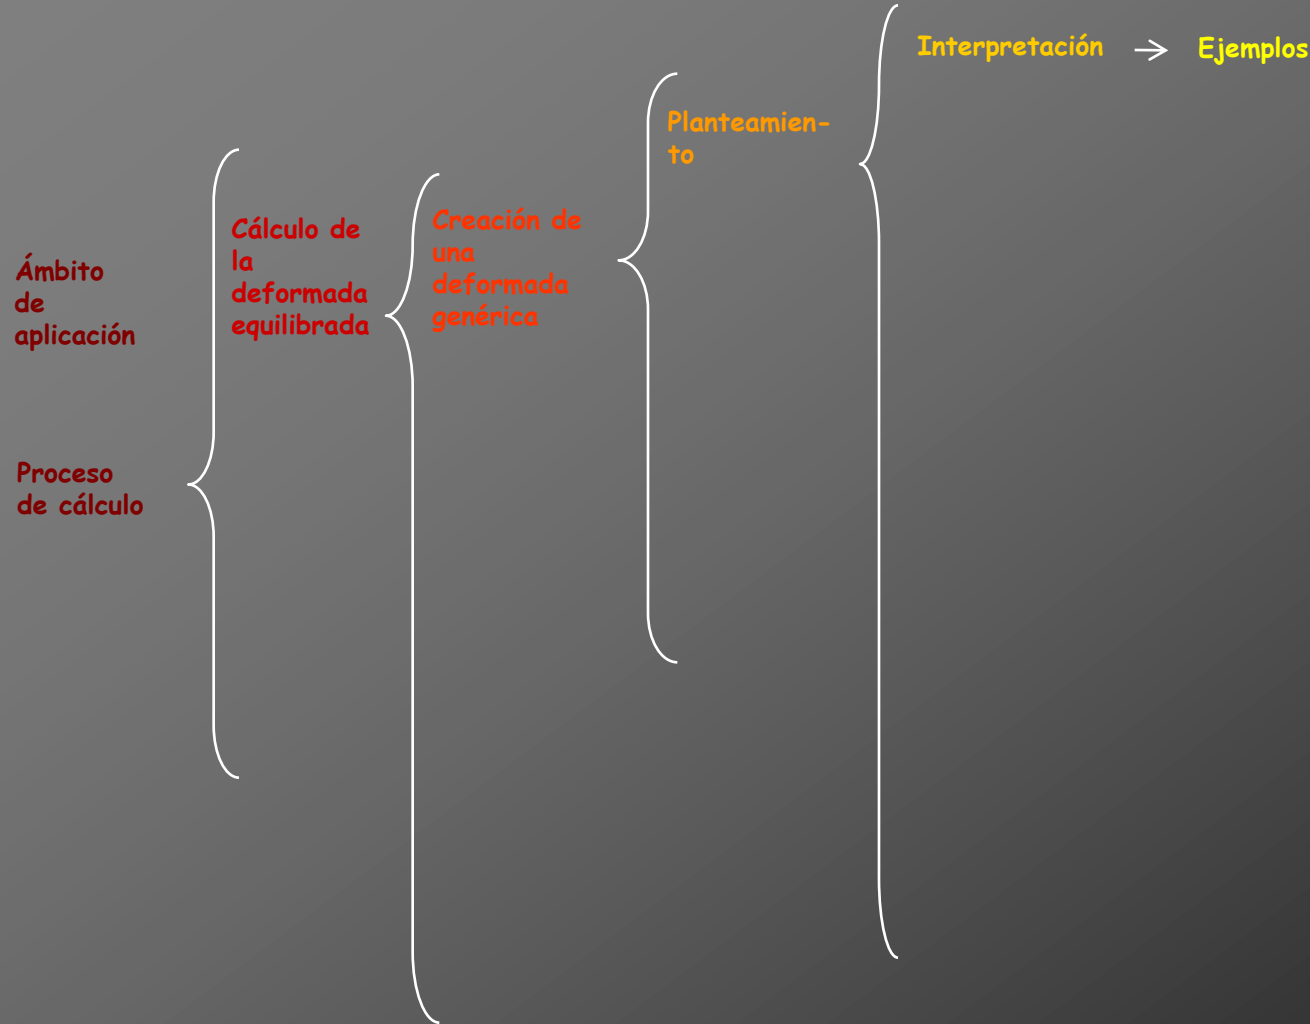 Ámbito
de
aplicación
Proceso
de cálculo
Cálculo de
la
deformada
equilibrada
Creación de
una
deformada
genérica
Planteamien-
to
Interpretación
Ejemplos